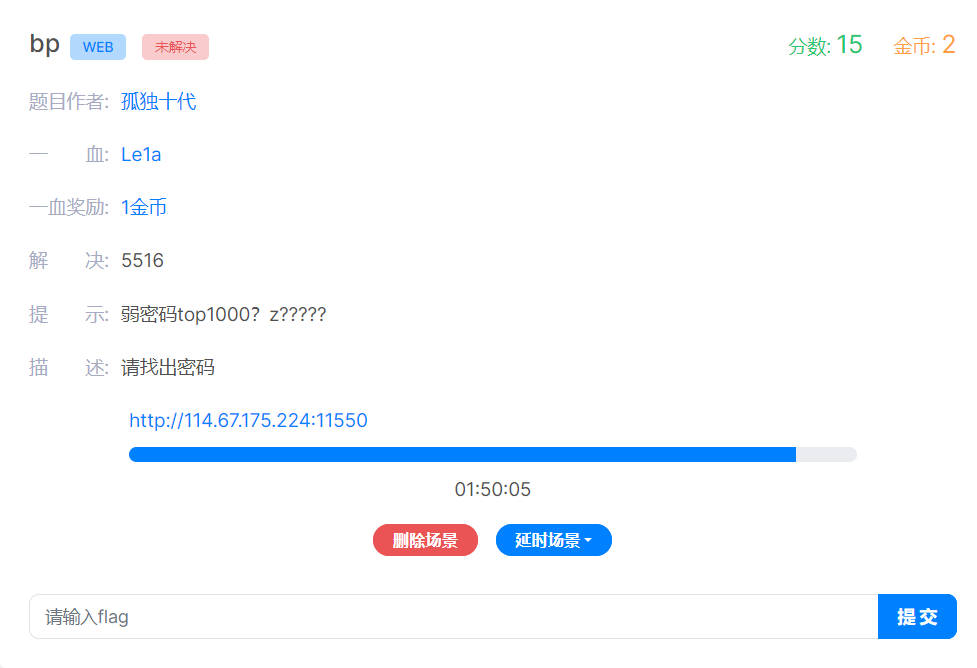 bp WEB 未解决 分数: 15 金币: 2
题目作者: 孤独十代
一 血: Le1a
一血奖励: 1金币
解 决: 5516
提 示: 弱密码top1000？z?????
描 述: 请找出密码
http://114.67.175.224:11550
01:50:05
删除场景 延时场景
请输入flag 提交